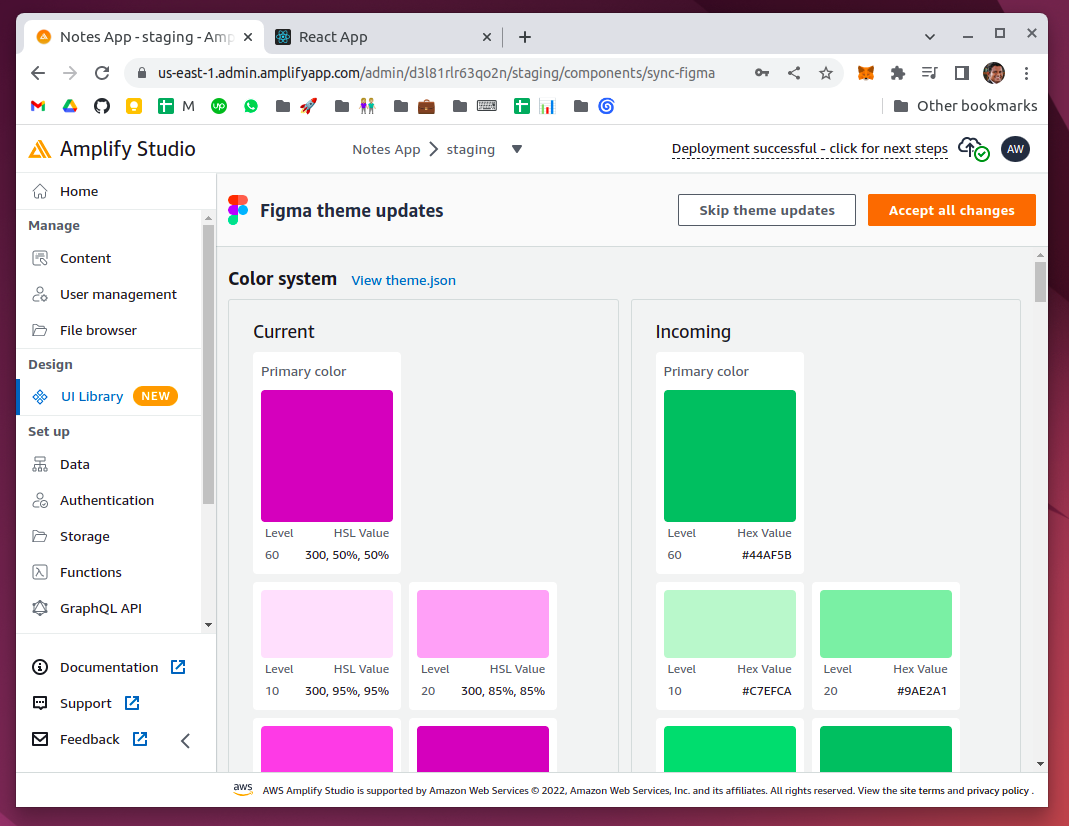 Notes App - staging - Amp
React App
us-east-1.admin.amplifyapp.com/admin/d3l81rlr63qo2n/staging/components/sync-figma
M
up
Other bookmarks
Amplify Studio
Notes App
staging
Deployment successful - click for next steps
AW
Home
Manage
Content
User management
File browser
Design
UI Library NEW
Set up
Data
Authentication
Storage
Functions
GraphQL API
Documentation
Support
Feedback
Figma theme updates
Skip theme updates
Accept all changes
Color system View theme.json
Current
Primary color
Level HSL Value
60 300, 50%, 50%
Level HSL Value
10 300, 95%, 95%
Level HSL Value
20 300, 85%, 85%
Incoming
Primary color
Level Hex Value
60 #44AF5B
Level Hex Value
10 #C7EFCA
Level Hex Value
20 #9AE2A1
aws AWS Amplify Studio is supported by Amazon Web Services © 2022, Amazon Web Services, Inc. and its affiliates. All rights reserved. View the site terms and privacy policy .